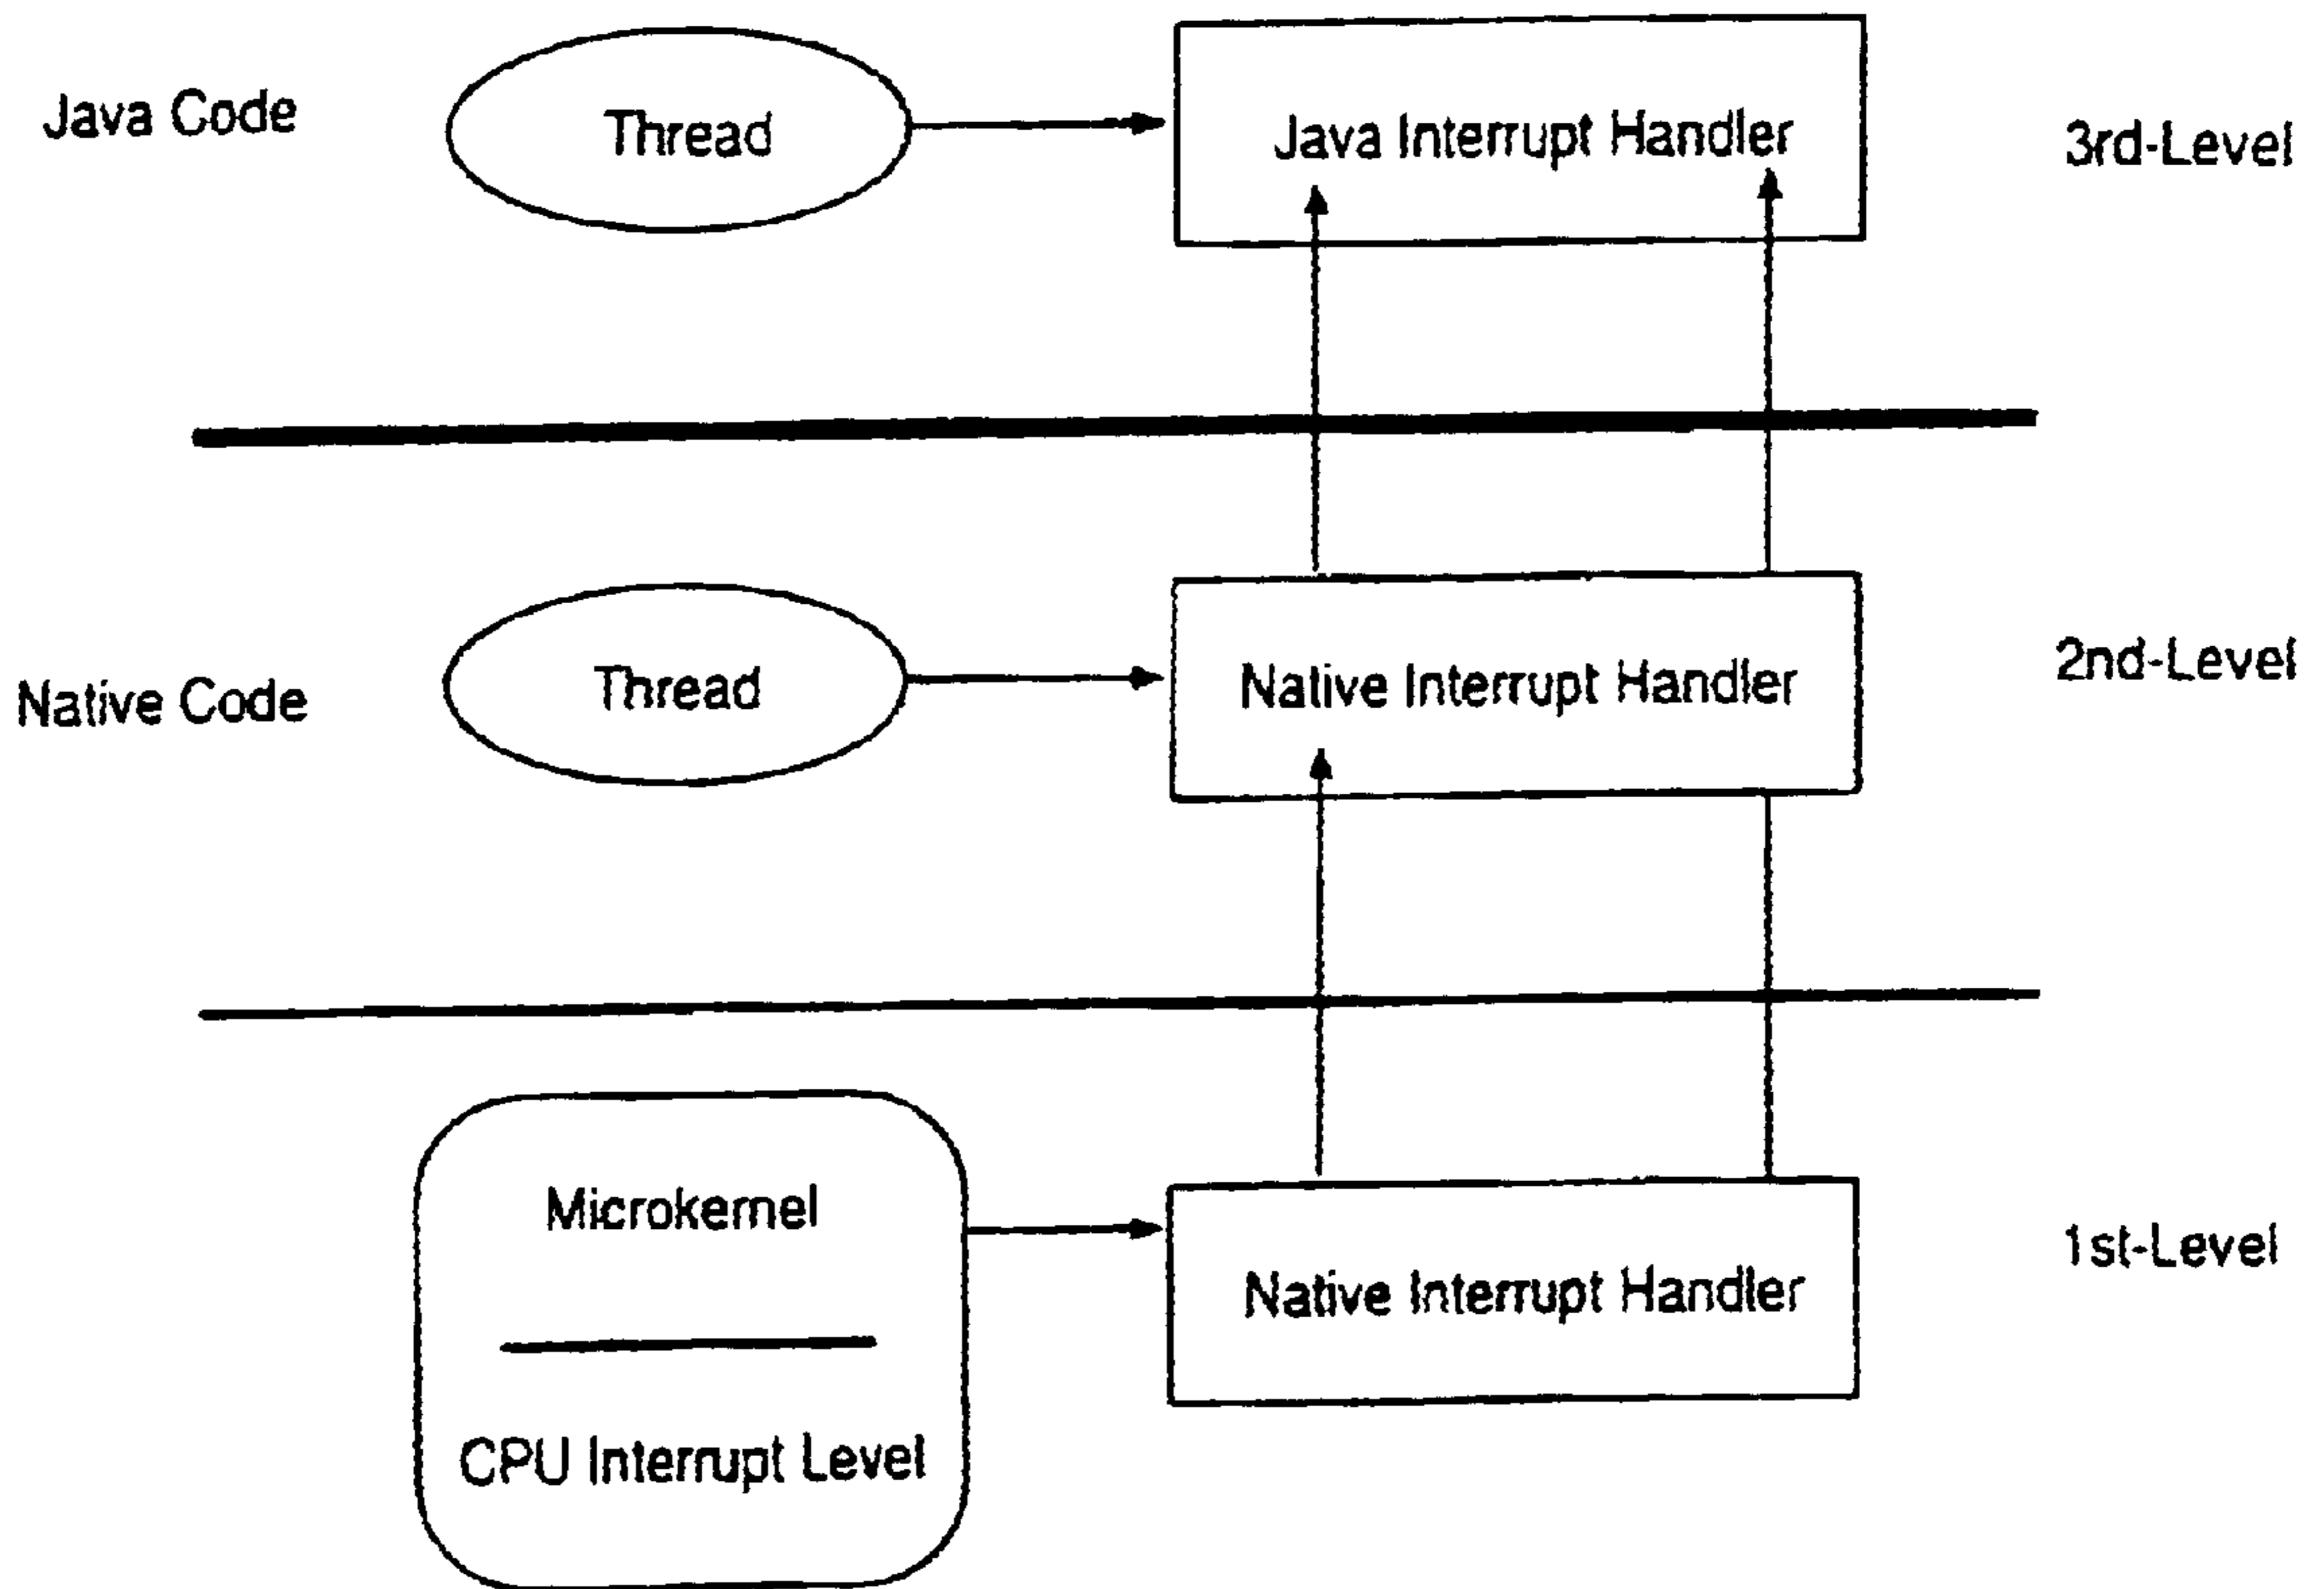 Java Code
Thread
Java Interrupt Handler
3rd-Level
Native Code
Thread
Native Interrupt Handler
2nd-Level
Microkernel
CPU Interrupt Level
Native Interrupt Handler
1st-Level